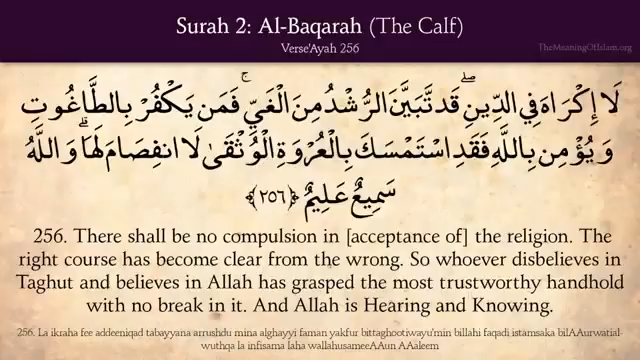 Surah 2: Al-Baqarah (The Calf)
Verse'Ayah 256
TheMeaningOfIslam.org
لَا إِكْرَاهَ فِي الدِّينِ ۖ قَد تَّبَيَّنَ الرُّشْدُ مِنَ الْغَيِّ ۚ فَمَن يَكْفُرْ بِالطَّاغُوتِ
وَيُؤْمِن بِاللَّهِ فَقَدِ اسْتَمْسَكَ بِالْعُرْوَةِ الْوُثْقَىٰ لَا انفِصَامَ لَهَا ۗ وَاللَّهُ
سَمِيعٌ عَلِيمٌ ﴿٢٥٦﴾
256. There shall be no compulsion in [acceptance of] the religion. The
right course has become clear from the wrong. So whoever disbelieves in
Taghut and believes in Allah has grasped the most trustworthy handhold
with no break in it. And Allah is Hearing and Knowing.
256. La ikraha fee addeeniqad tabayyana arrushdu mina alghayyi faman yakfur bittaghootiwayu'min billahi faqadi istamsaka bilAAurwatial-
wuthqa la infisama laha wallahusameeAAun AAaleem